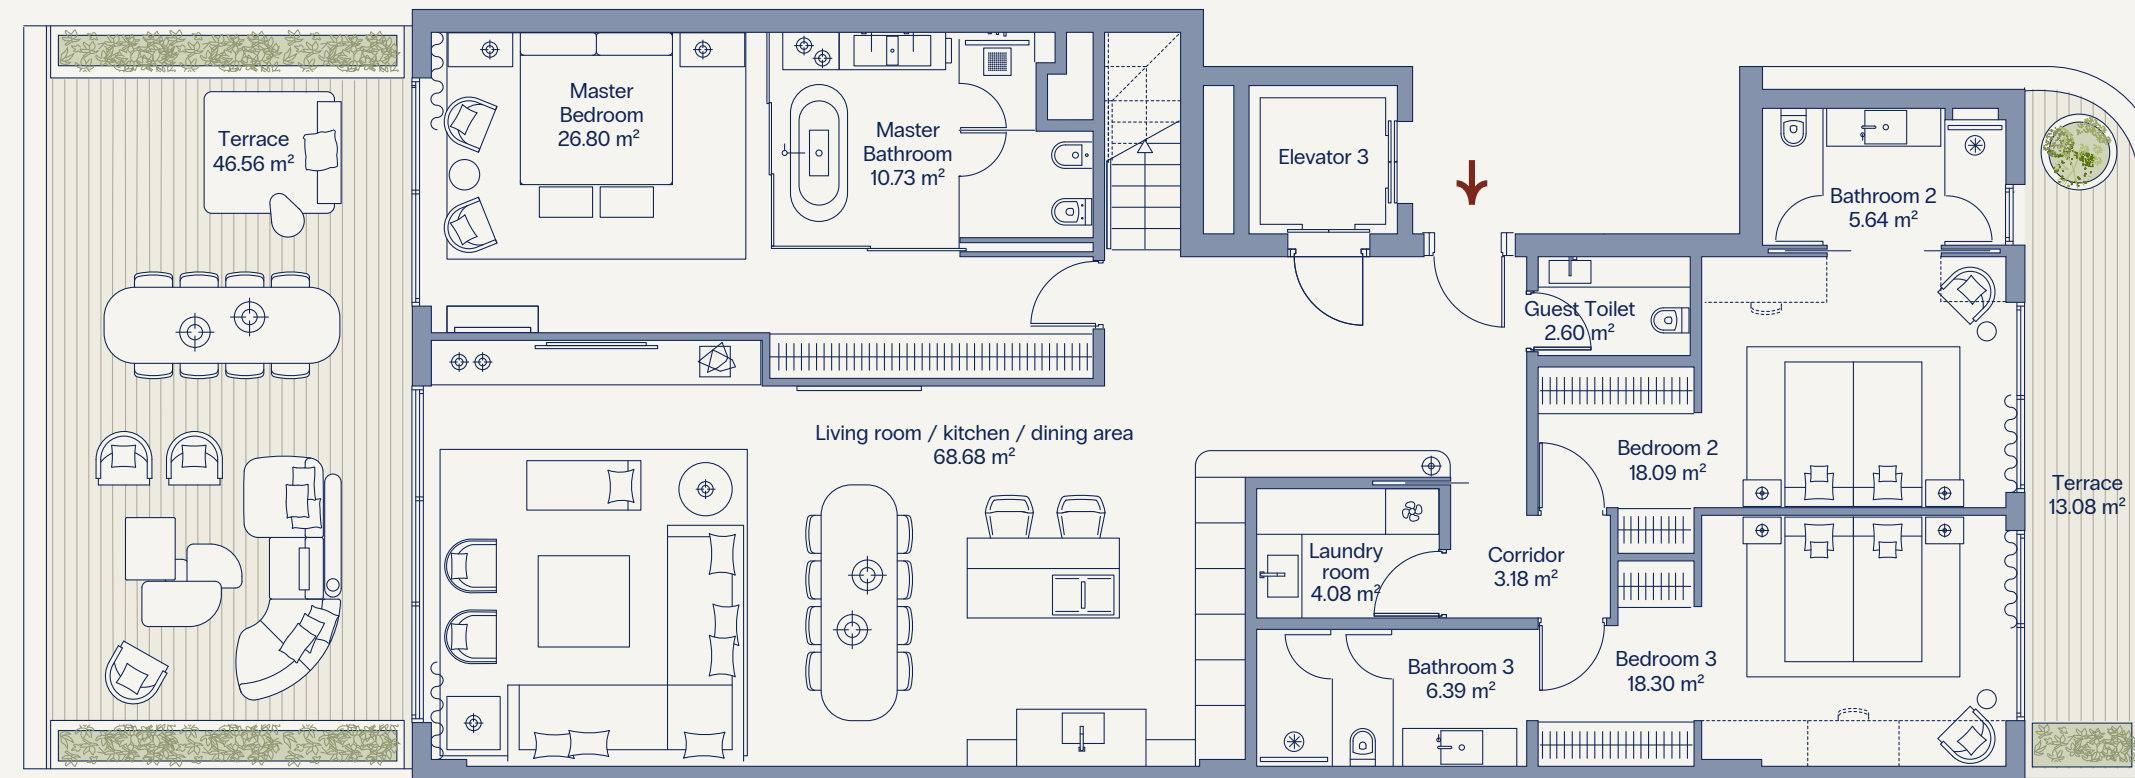 Terrace
46.56 m²
Master
Bedroom
26.80 m²
Master
Bathroom
10.73 m²
Elevator 3
Bathroom 2
5.64 m²
Guest Toilet
2.60 m²
Living room / kitchen / dining area
68.68 m²
Bedroom 2
18.09 m²
Terrace
13.08 m²
Laundry
room
4.08 m²
Corridor
3.18 m²
Bathroom 3
6.39 m²
Bedroom 3
18.30 m²